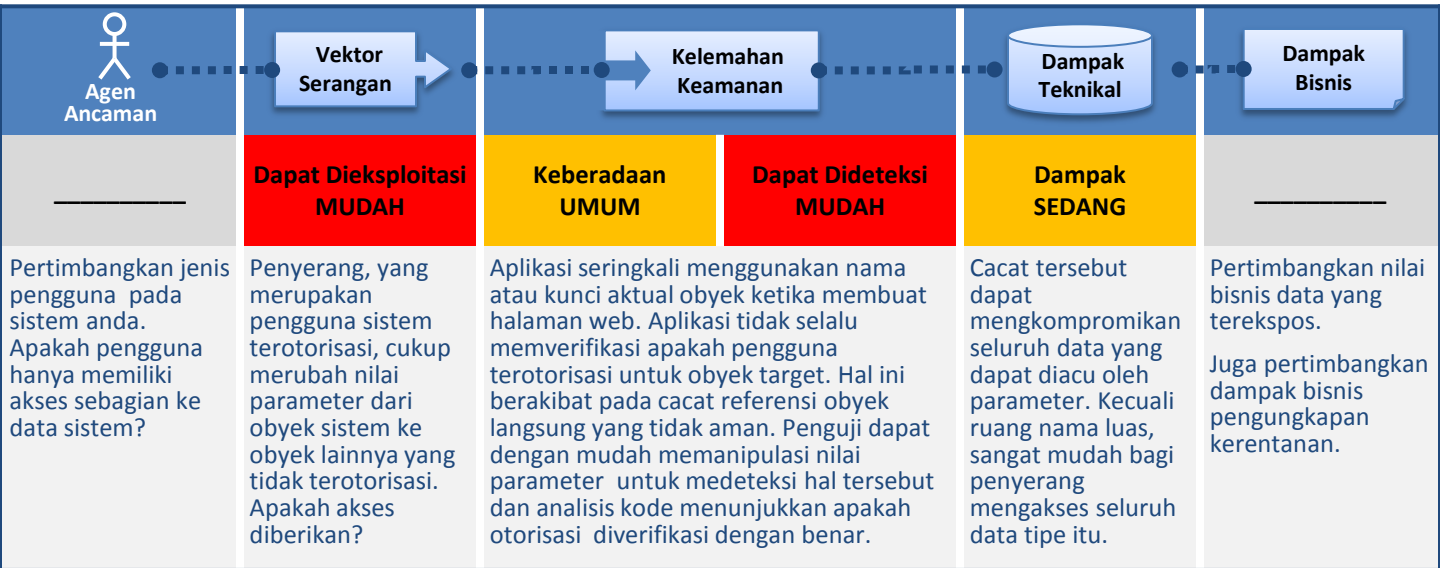 Agen
Ancaman
Vektor
Serangan
Kelemahan
Keamanan
Dampak
Teknikal
Dampak
Bisnis
__________
Dapat Dieksploitasi
MUDAH
Keberadaan
UMUM
Dapat Dideteksi
MUDAH
Dampak
SEDANG
__________
Pertimbangkan jenis
pengguna pada
sistem anda.
Apakah pengguna
hanya memiliki
akses sebagian ke
data sistem?
Penyerang, yang
merupakan
pengguna sistem
terotorisasi, cukup
merubah nilai
parameter dari
obyek sistem ke
obyek lainnya yang
tidak terotorisasi.
Apakah akses
diberikan?
Aplikasi seringkali menggunakan nama
atau kunci aktual obyek ketika membuat
halaman web. Aplikasi tidak selalu
memverifikasi apakah pengguna
terotorisasi untuk obyek target. Hal ini
berakibat pada cacat referensi obyek
langsung yang tidak aman. Penguji dapat
dengan mudah memanipulasi nilai
parameter untuk medeteksi hal tersebut
dan analisis kode menunjukkan apakah
otorisasi diverifikasi dengan benar.
Cacat tersebut
dapat
mengkompromikan
seluruh data yang
dapat diacu oleh
parameter. Kecuali
ruang nama luas,
sangat mudah bagi
penyerang
mengakses seluruh
data tipe itu.
Pertimbangkan nilai
bisnis data yang
terekspos.
Juga pertimbangkan
dampak bisnis
pengungkapan
kerentanan.